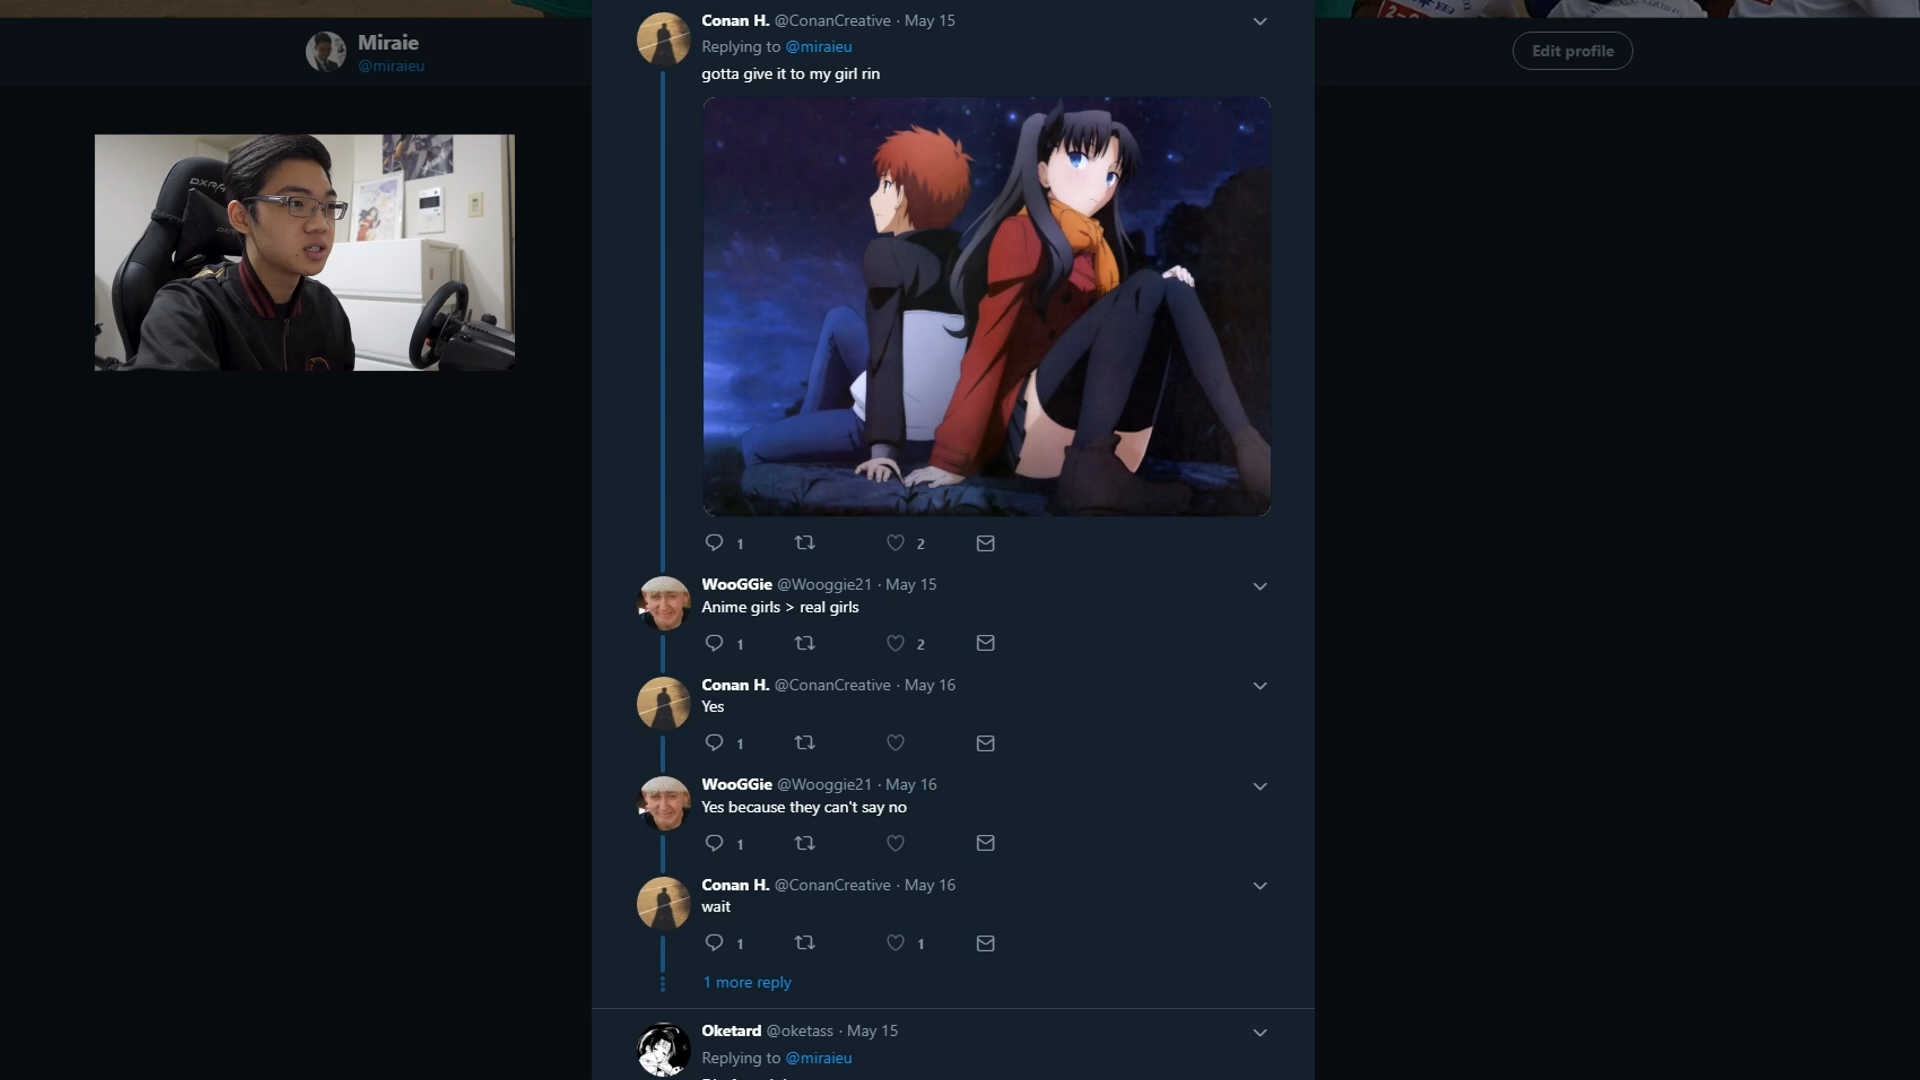 Miraie
@miraieu
Edit profile
Conan H. @ConanCreative · May 15
Replying to @miraieu
gotta give it to my girl rin
1 2
WooGGie @Wooggie21 · May 15
Anime girls > real girls
1 2
Conan H. @ConanCreative · May 16
Yes
1
WooGGie @Wooggie21 · May 16
Yes because they can't say no
1
Conan H. @ConanCreative · May 16
wait
1 1
1 more reply
Oketard @oketass · May 15
Replying to @miraieu